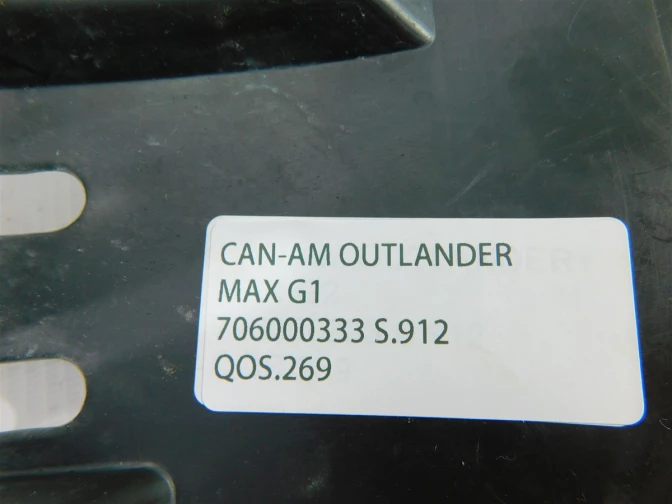 CAN-AM OUTLANDER
MAX G1
706000333 S.912
QOS.269